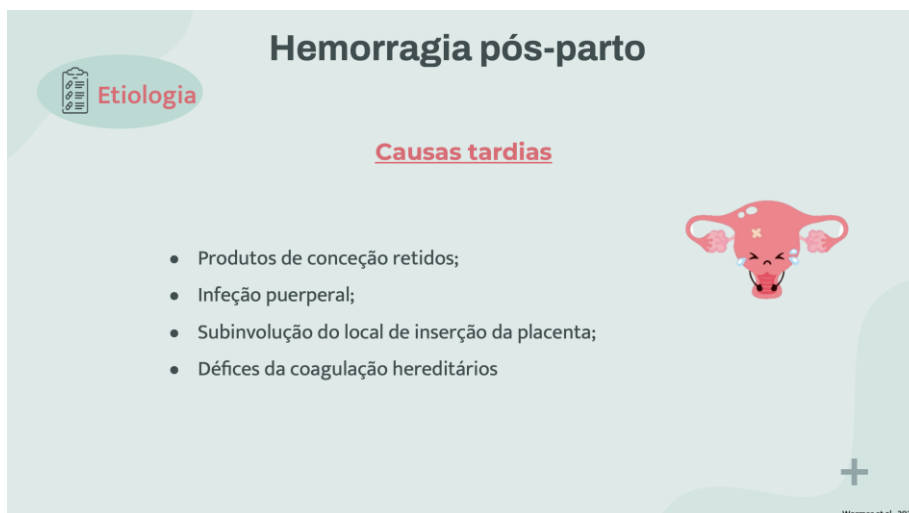 Hemorragia pós-parto
Etiologia
Causas tardias
● Produtos de conceção retidos;
● Infeção puerperal;
● Subinvolução do local de inserção da placenta;
● Défices da coagulação hereditários